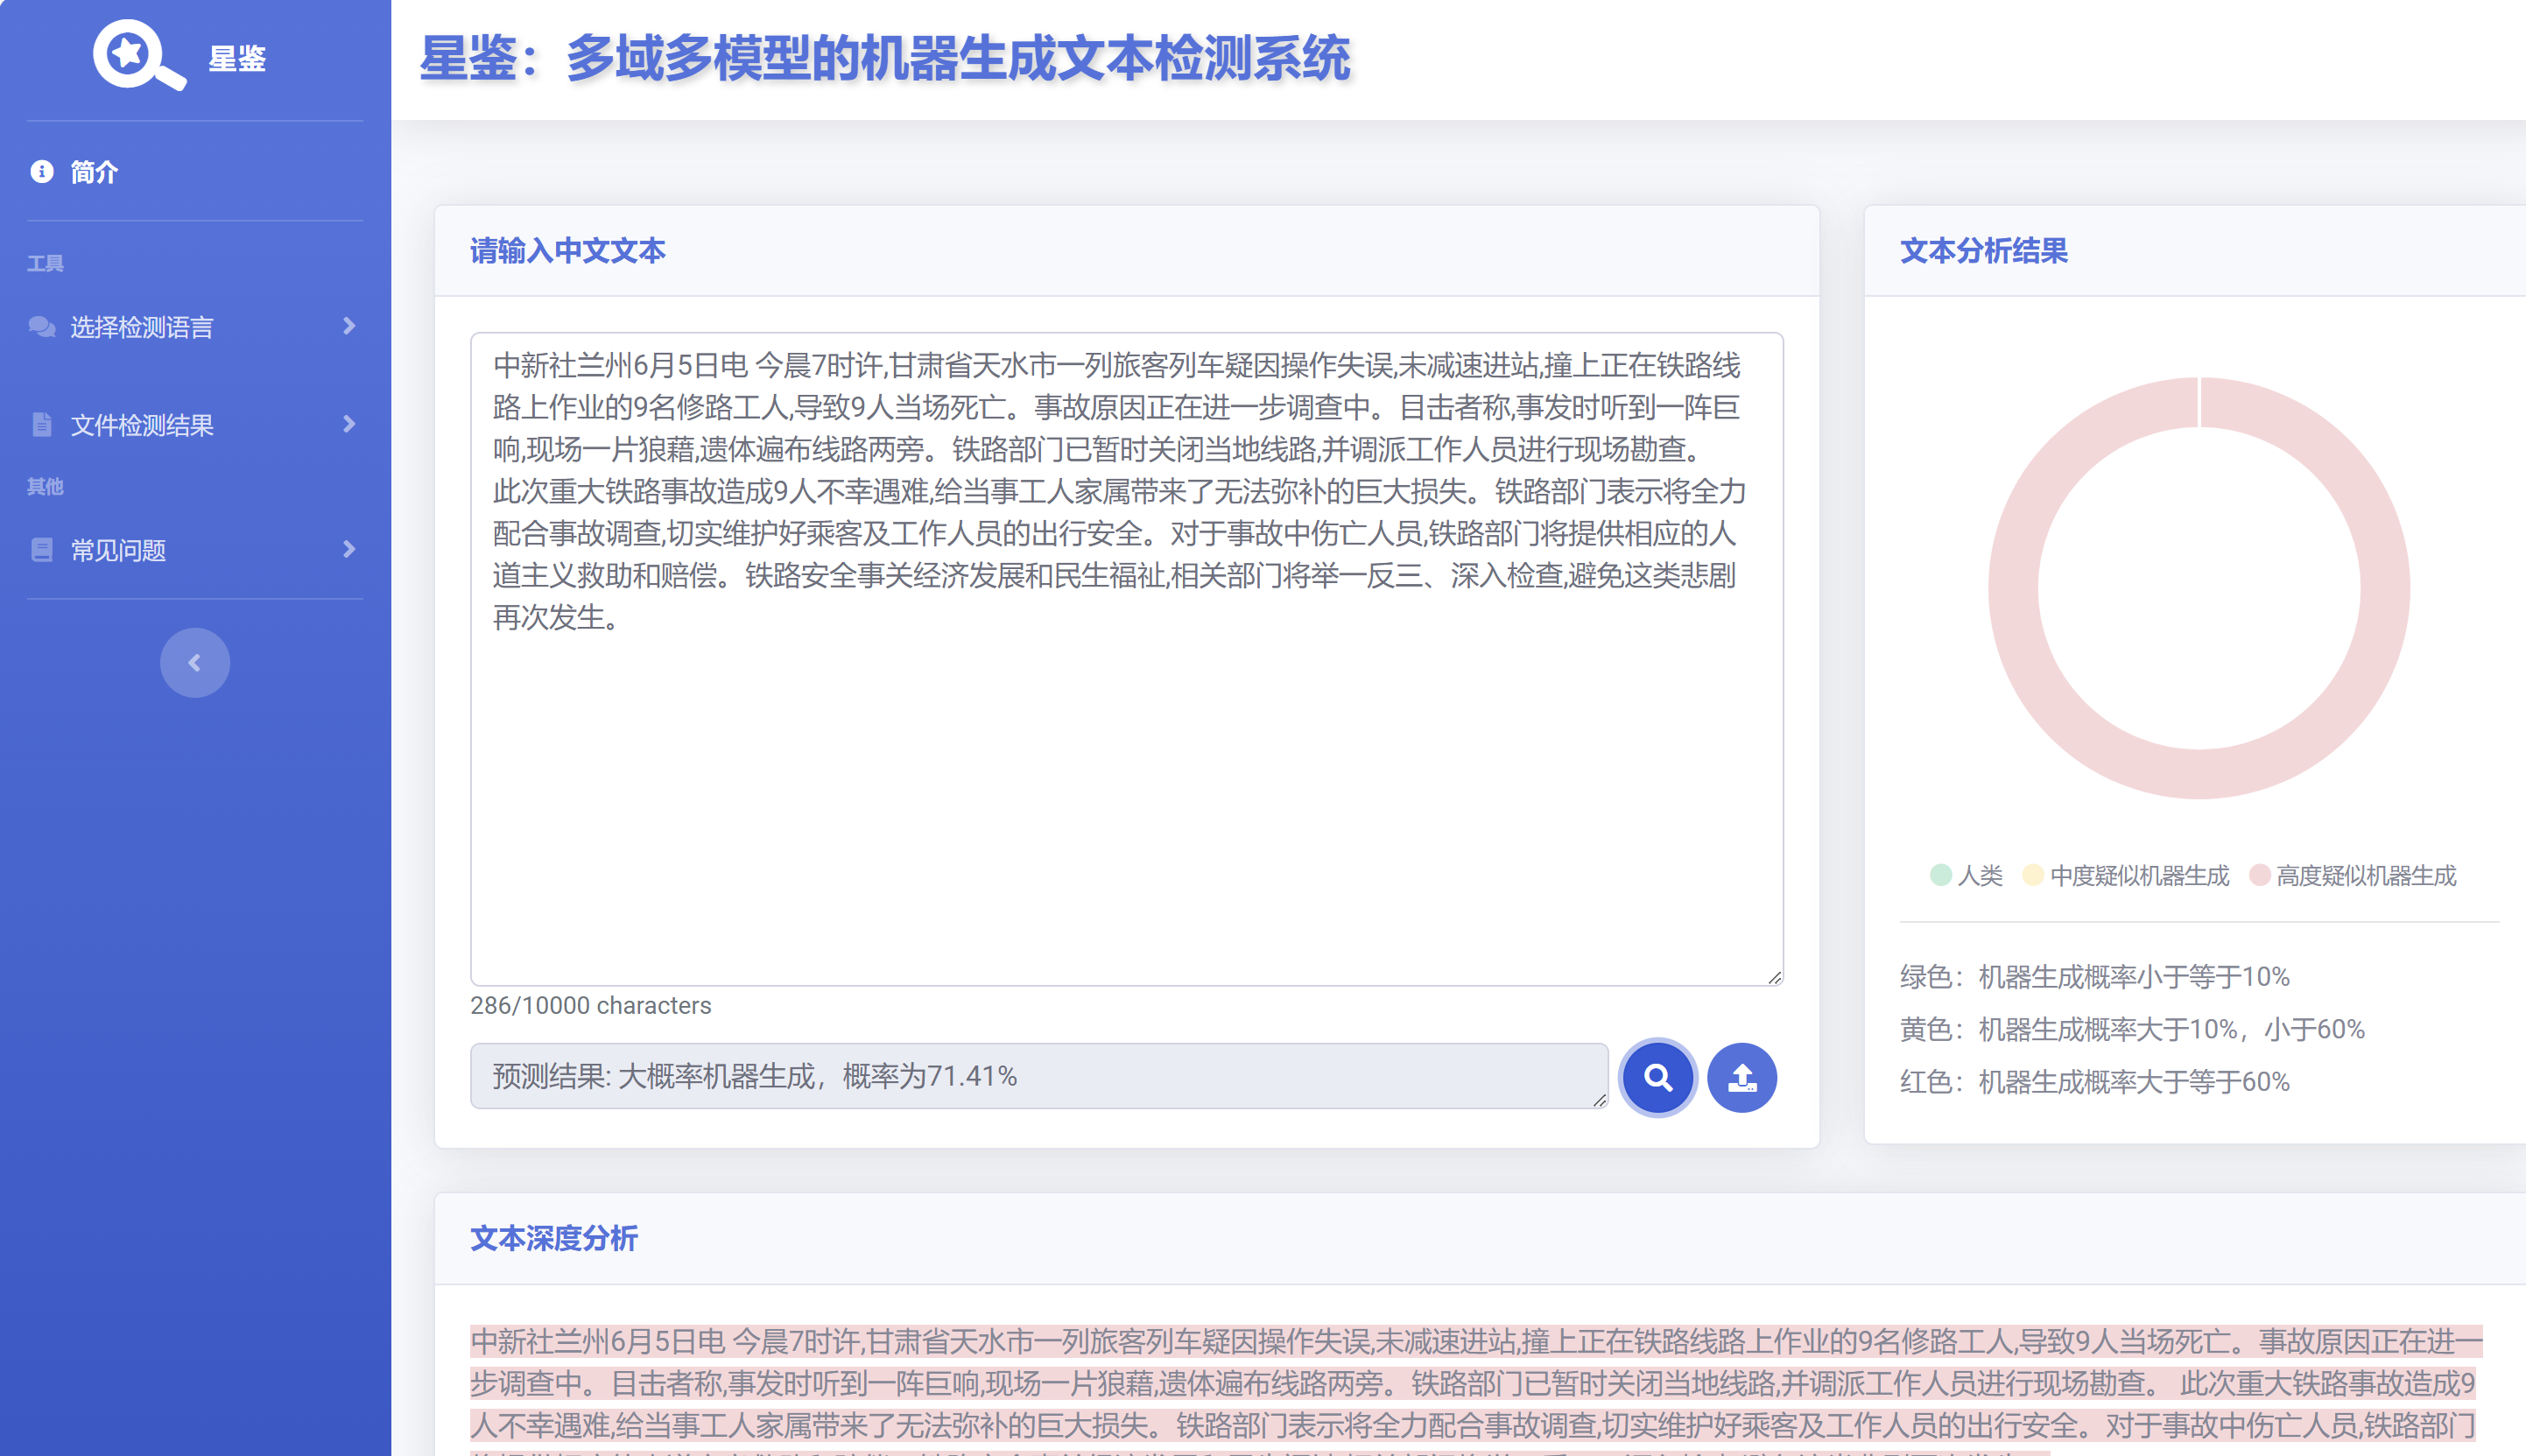 星鉴
星鉴：多域多模型的机器生成文本检测系统
简介
工具
选择检测语言
文件检测结果
其他
常见问题
请输入中文文本
中新社兰州6月5日电 今晨7时许,甘肃省天水市一列旅客列车疑因操作失误,未减速进站,撞上正在铁路线
路上作业的9名修路工人,导致9人当场死亡。事故原因正在进一步调查中。目击者称,事发时听到一阵巨
响,现场一片狼藉,遗体遍布线路两旁。铁路部门已暂时关闭当地线路,并调派工作人员进行现场勘查。
此次重大铁路事故造成9人不幸遇难,给当事工人家属带来了无法弥补的巨大损失。铁路部门表示将全力
配合事故调查,切实维护好乘客及工作人员的出行安全。对于事故中伤亡人员,铁路部门将提供相应的人
道主义救助和赔偿。铁路安全事关经济发展和民生福祉,相关部门将举一反三、深入检查,避免这类悲剧
再次发生。
286/10000 characters
预测结果: 大概率机器生成，概率为71.41%
文本分析结果
人类 中度疑似机器生成 高度疑似机器生成
绿色：机器生成概率小于等于10%
黄色：机器生成概率大于10%，小于60%
红色：机器生成概率大于等于60%
文本深度分析
中新社兰州6月5日电 今晨7时许,甘肃省天水市一列旅客列车疑因操作失误,未减速进站,撞上正在铁路线路上作业的9名修路工人,导致9人当场死亡。事故原因正在进一
步调查中。目击者称,事发时听到一阵巨响,现场一片狼藉,遗体遍布线路两旁。铁路部门已暂时关闭当地线路,并调派工作人员进行现场勘查。 此次重大铁路事故造成9
人不幸遇难,给当事工人家属带来了无法弥补的巨大损失。铁路部门表示将全力配合事故调查,切实维护好乘客及工作人员的出行安全。对于事故中伤亡人员,铁路部门